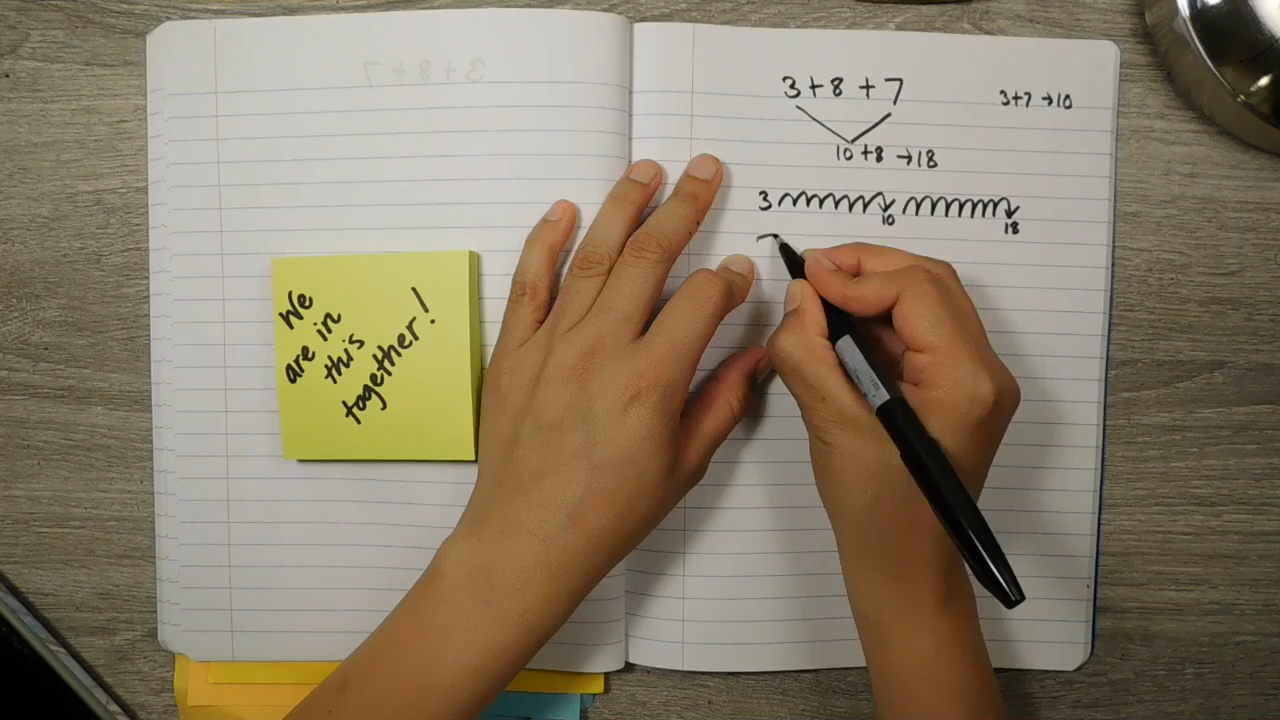 We
are in
this
together!
3+8+7
3+7→10
10+8→18
3
10
18